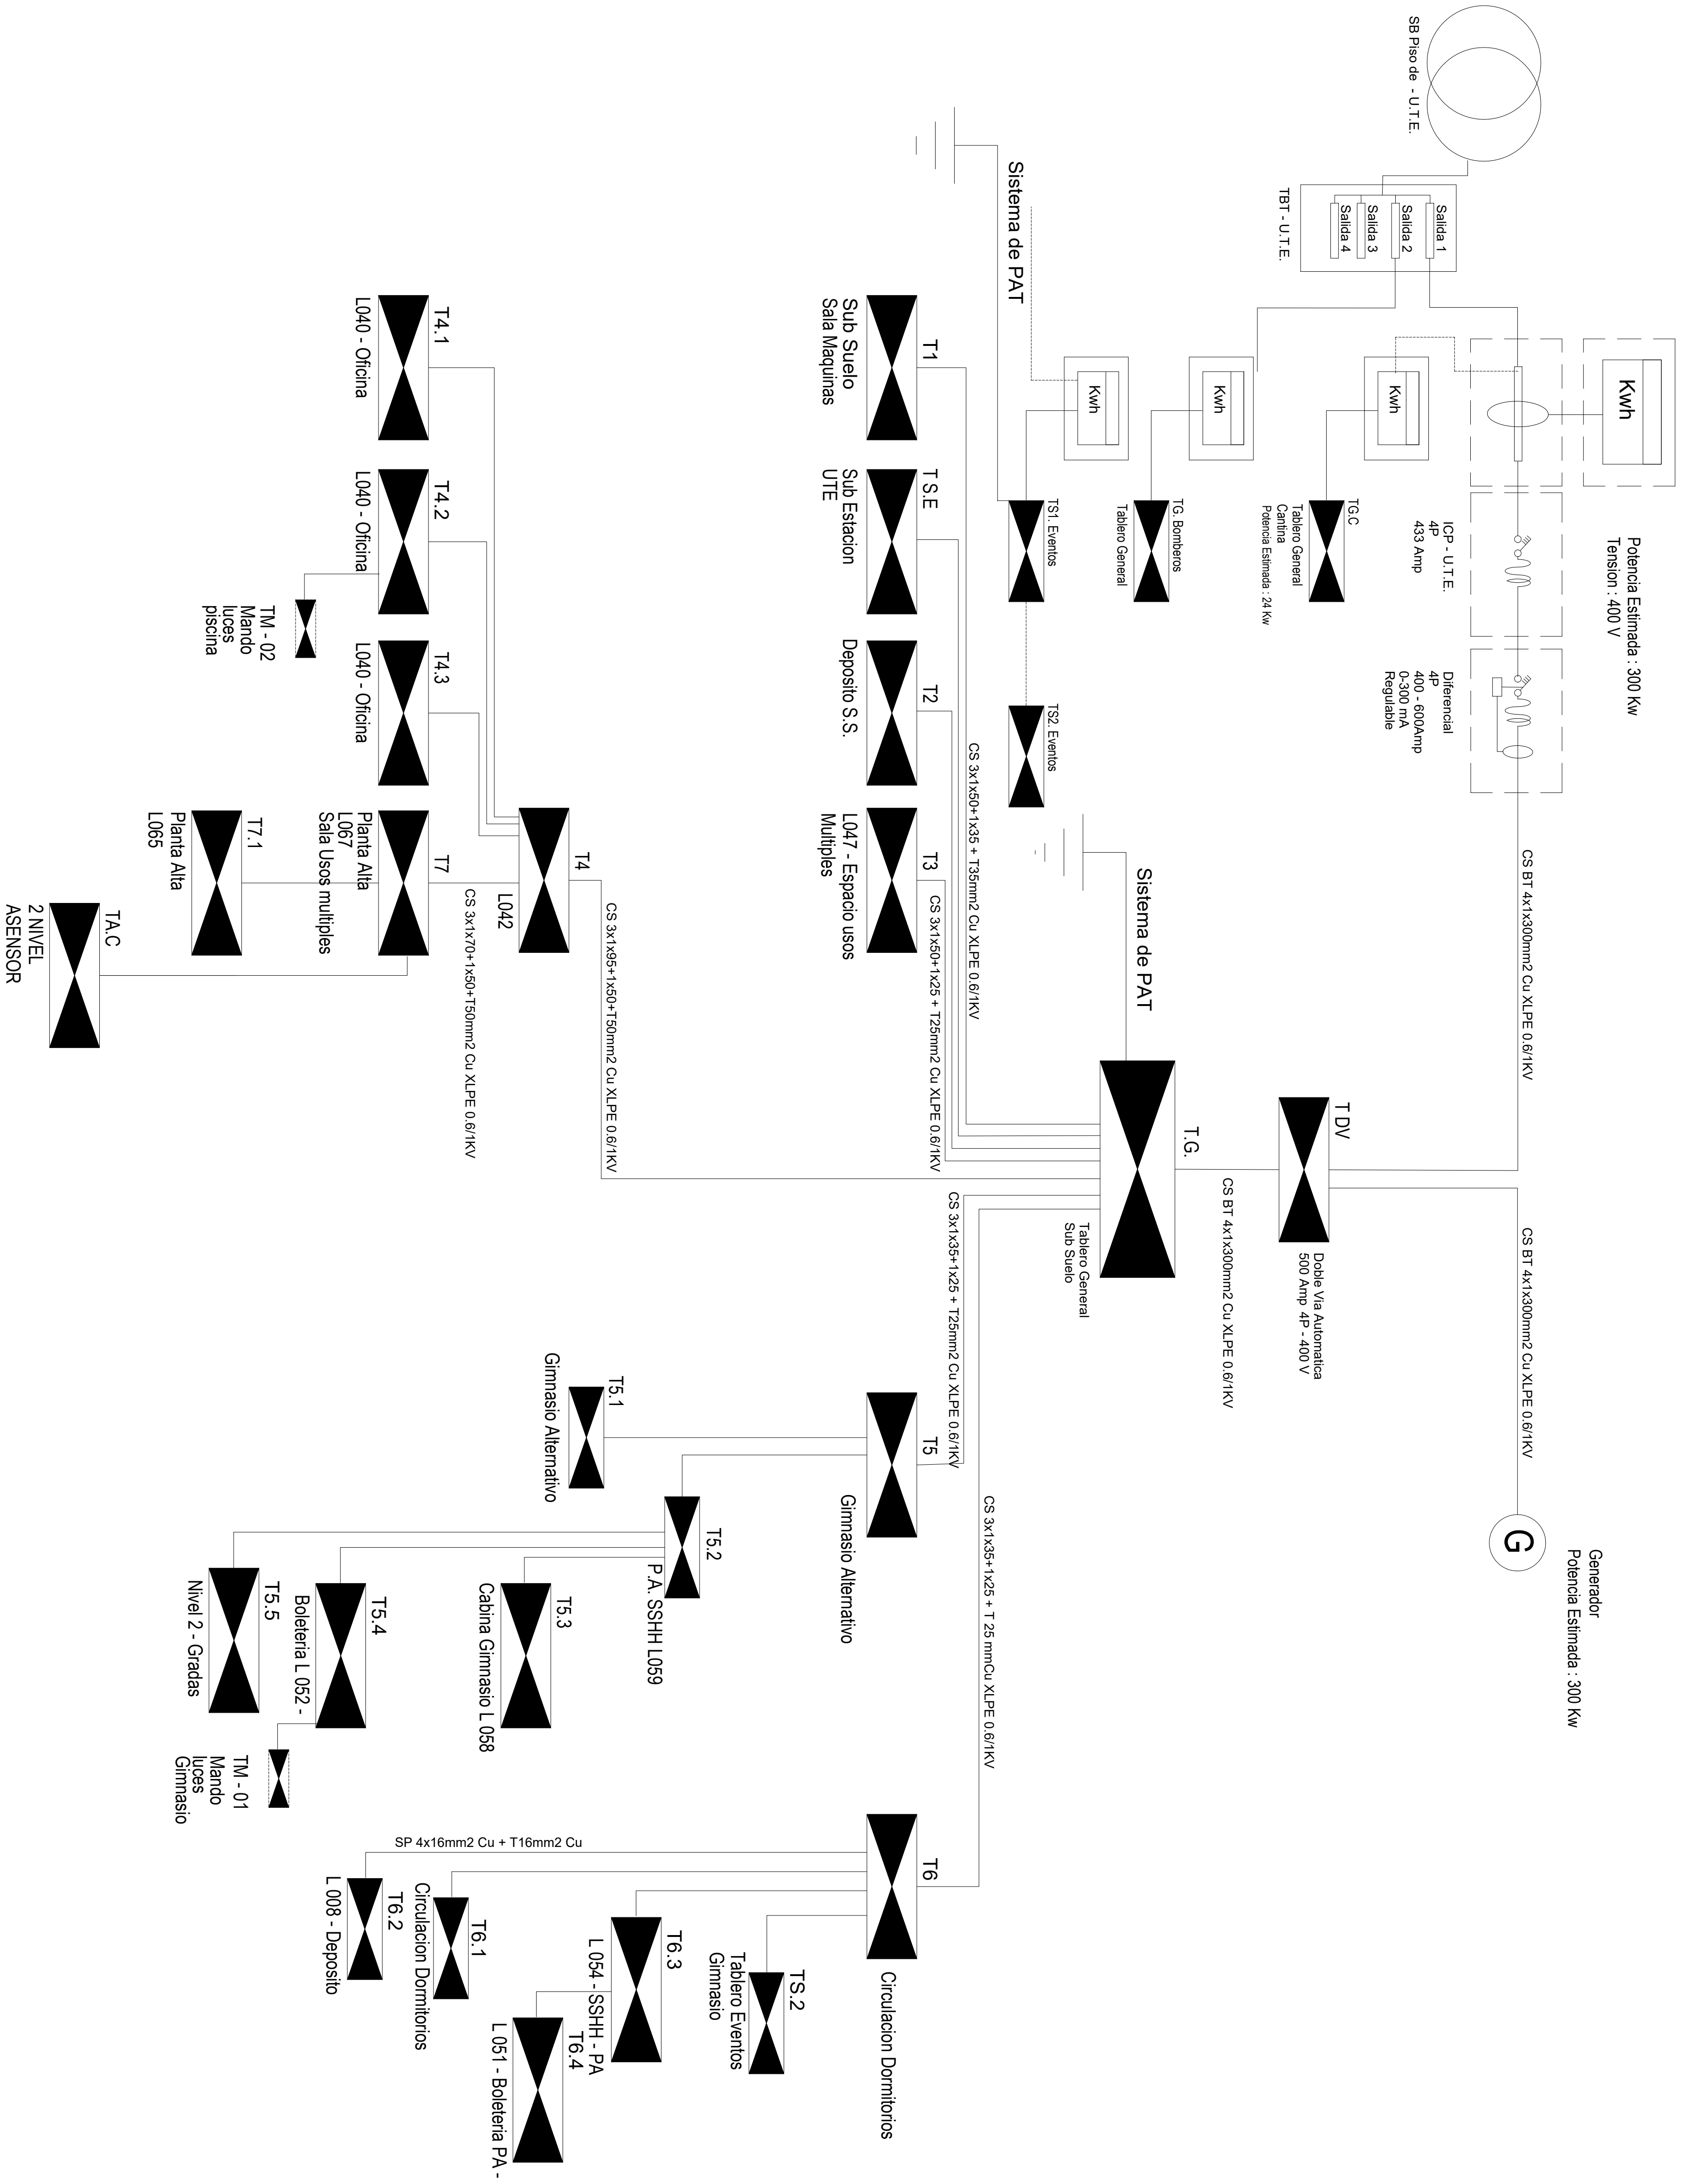 SB Piso de  - U.T.E.
TBT - U.T.E.
Salida 1
Salida 2
Salida 3
Salida 4
Kwh
Potencia Estimada : 300 Kw
Tension : 400 V
ICP - U.T.E.
4P
433 Amp
Diferencial
4P
400 - 600Amp
0-300 mA
Regulable
CS BT 4x1x300mm2 Cu XLPE 0.6/1KV
CS BT 4x1x300mm2 Cu XLPE 0.6/1KV
G
Generador
Potencia Estimada : 300 Kw
Kwh
TG.C
Tablero General
Cantina
Potencia Estimada : 24 Kw
Kwh
TG. Bomberos
Tablero General
Kwh
TS1. Eventos
TS2. Eventos
Sistema de PAT
T DV
Doble Via Automatica
500 Amp  4P - 400 V
CS BT 4x1x300mm2 Cu XLPE 0.6/1KV
Sistema de PAT
T.G.
Tablero General
Sub Suelo
T1
Sub Suelo
Sala Maquinas
T.S.E
Sub Estacion
UTE
T2
Deposito S.S.
T3
L047 - Espacio usos
Multiples
CS 3x1x50+1x35 + T35mm2 Cu XLPE 0.6/1KV
CS 3x1x50+1x25 + T25mm2 Cu XLPE 0.6/1KV
CS 3x1x35+1x25 + T25mm2 Cu XLPE 0.6/1KV
CS 3x1x35+1x25 + T 25 mmCu XLPE 0.6/1KV
T5
Gimnasio Alternativo
T6
Circulacion Dormitorios
CS 3x1x95+1x50+T50mm2 Cu XLPE 0.6/1KV
T4
L042
CS 3x1x70+1x50+T50mm2 Cu XLPE 0.6/1KV
T4.1
L040 - Oficina
T4.2
L040 - Oficina
T4.3
L040 - Oficina
T7
Planta Alta
L067
Sala Usos multiples
TM - 02
Mando
luces
piscina
T7.1
Planta Alta
L065
TA.C
2 NIVEL
ASENSOR
T5.1
Gimnasio Alternativo
T5.2
P.A. SSHH L059
T5.3
Cabina Gimnasio L 058
T5.4
Boleteria L 052 -
T5.5
Nivel 2 - Gradas
TM - 01
Mando
luces
Gimnasio
TS.2
Tablero Eventos
Gimnasio
T6.3
L 054 - SSHH - PA
T6.4
L 051 - Boleteria PA -
T6.1
Circulacion Dormitorios
SP 4x16mm2 Cu + T16mm2 Cu
T6.2
L 008 - Deposito